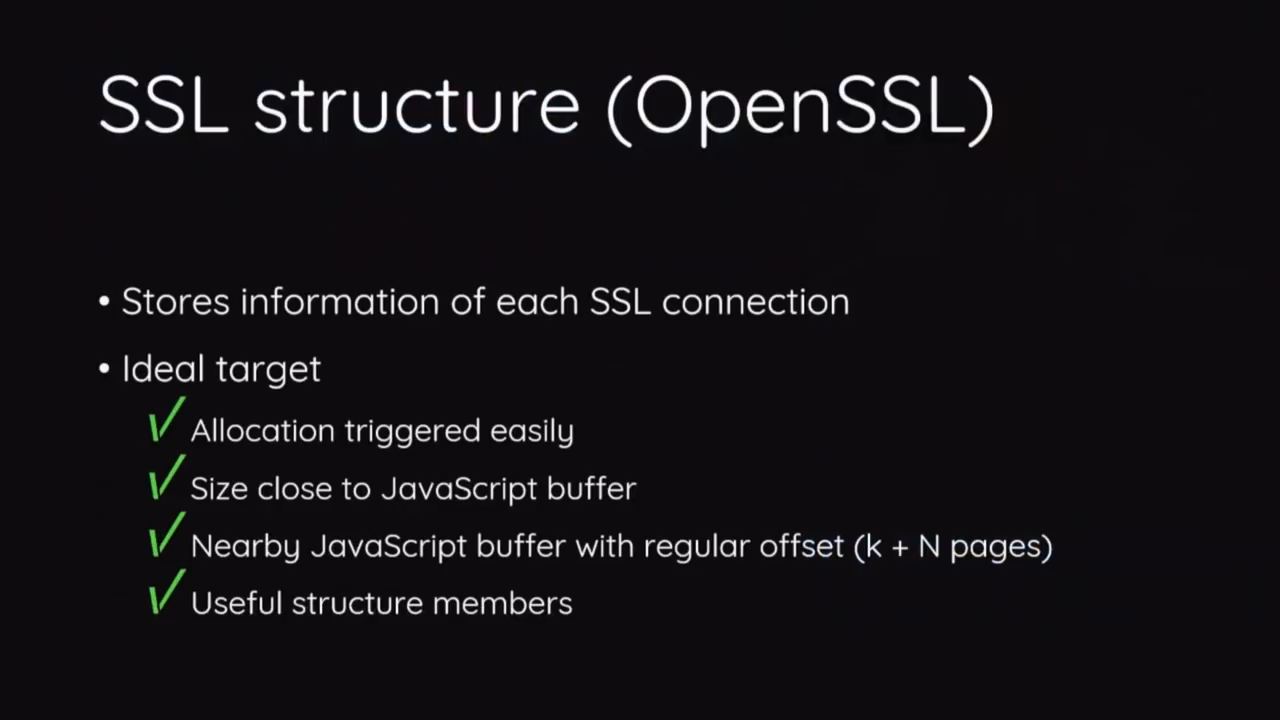 SSL structure (OpenSSL)
• Stores information of each SSL connection
• Ideal target
✓ Allocation triggered easily
✓ Size close to JavaScript buffer
✓ Nearby JavaScript buffer with regular offset (k + N pages)
✓ Useful structure members